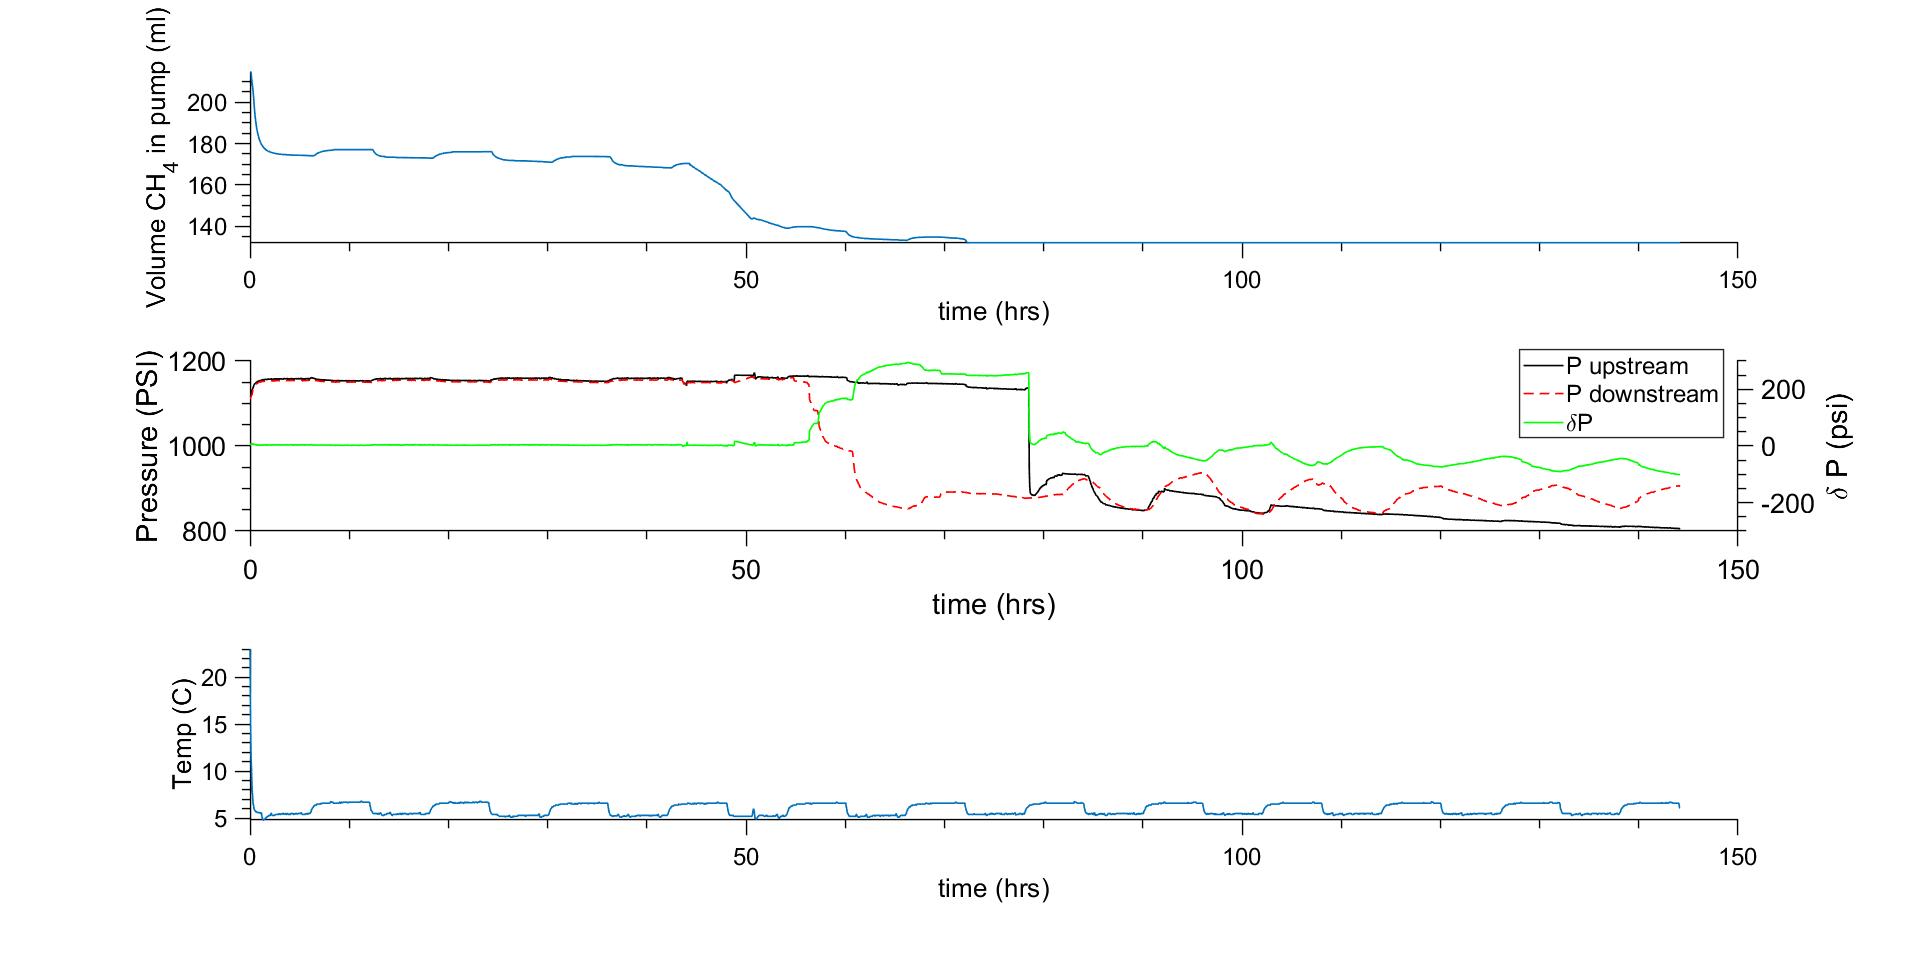 Volume CH4 in pump (ml)
200
180
160
140
0 50 100 150
time (hrs)
Pressure (PSI)
1200
1000
800
P upstream
P downstream
δP
200
0
-200
δ P (psi)
0 50 100 150
time (hrs)
Temp (C)
20
15
10
5
0 50 100 150
time (hrs)